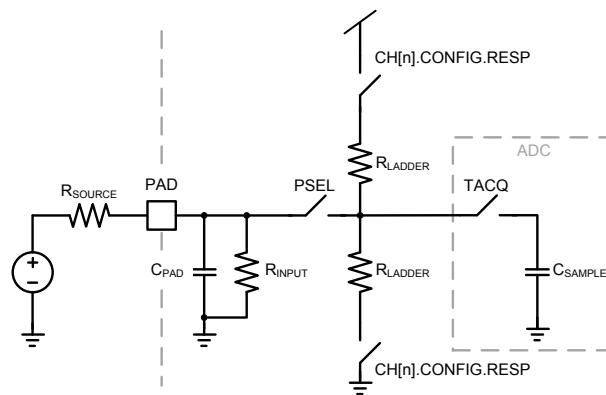 CH[n].CONFIG.RESP
ADC
RLADDER
RSOURCE
PAD
PSEL
TACQ
+
−
CPAD
RINPUT
RLADDER
CSAMPLE
CH[n].CONFIG.RESP